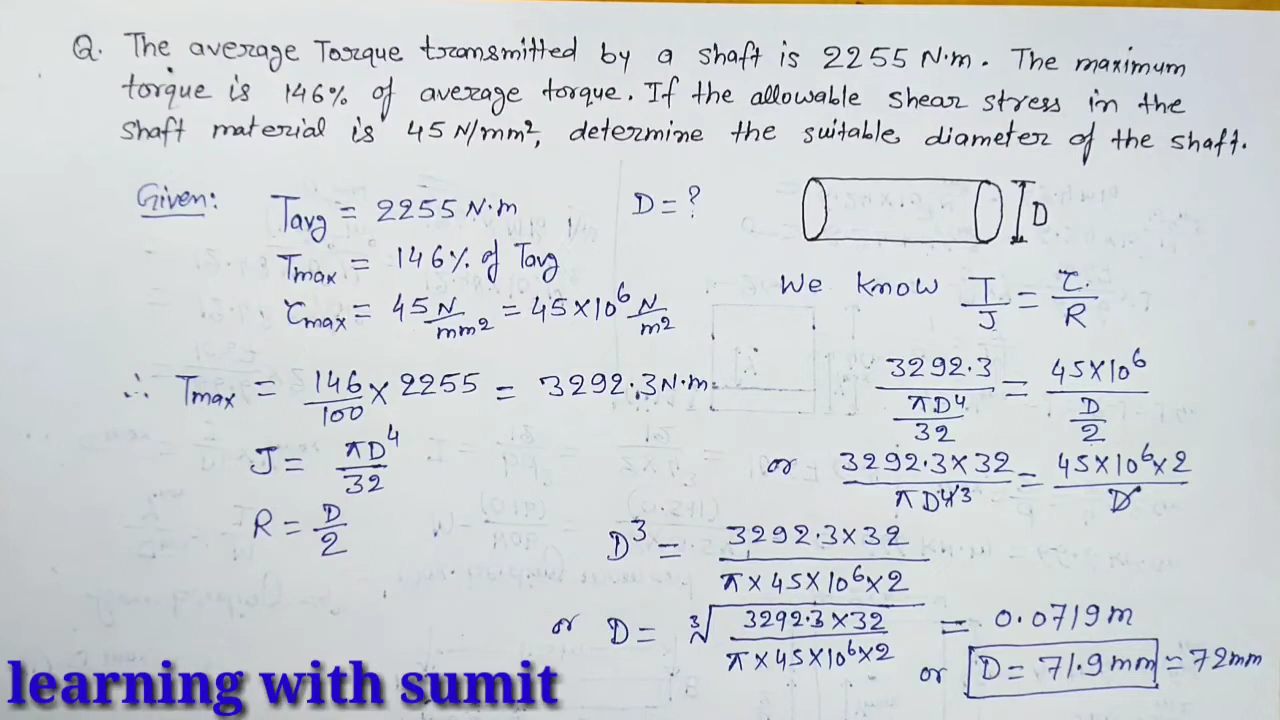 Q. The average Torque transmitted by a shaft is 2255 N·m. The maximum
torque is 146% of average torque. If the allowable shear stress in the
shaft material is 45 N/mm², determine the suitable diameter of the shaft.
Given:
Tavg = 2255 N·m
D = ?
D
Tmax = 146% of Tavg
τmax = 45 N/mm² = 45×10⁶ N/m²
∴ Tmax = 146/100 × 2255 = 3292.3 N·m
J = πD⁴/32
R = D/2
We know T/J = τ/R
3292.3/(πD⁴/32) = 45×10⁶/(D/2)
or 3292.3×32/πD⁴³ = 45×10⁶×2/D
D³ = 3292.3×32/π×45×10⁶×2
or D = ∛(3292.3×32/π×45×10⁶×2) = 0.0719m
or D = 71.9mm = 72mm
learning with sumit